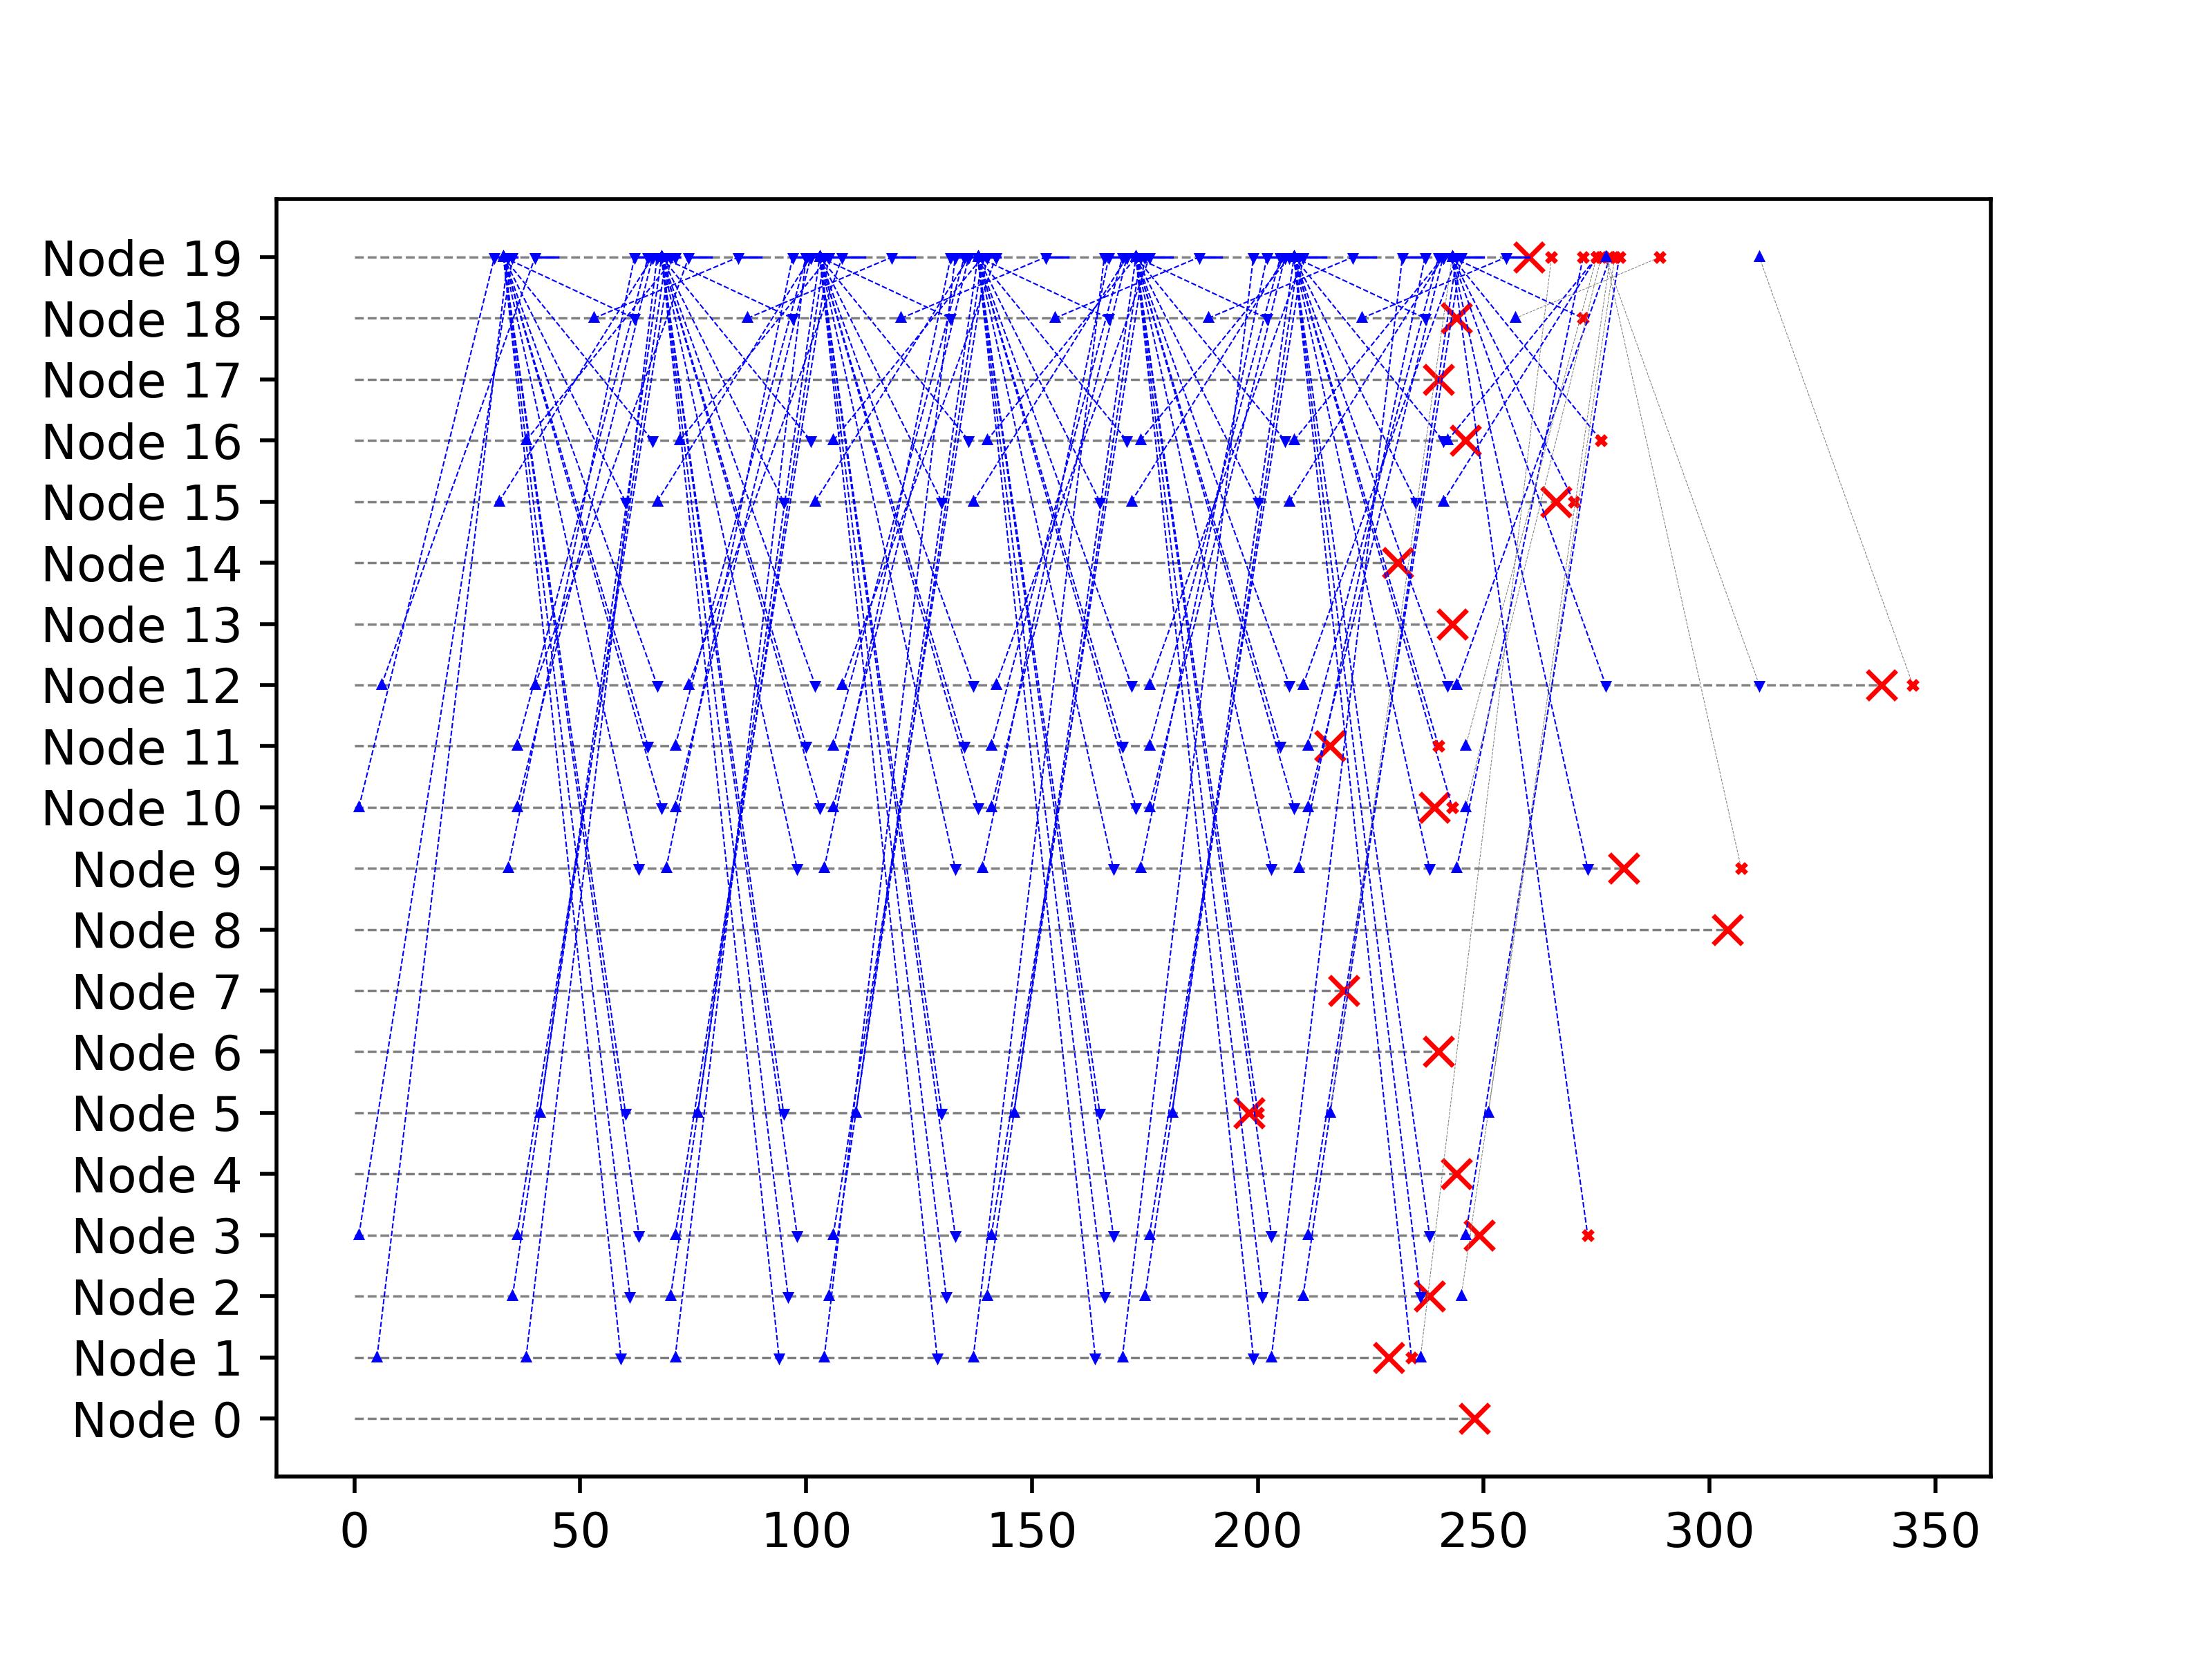 Node 19
Node 18
Node 17
Node 16
Node 15
Node 14
Node 13
Node 12
Node 11
Node 10
Node 9
Node 8
Node 7
Node 6
Node 5
Node 4
Node 3
Node 2
Node 1
Node 0
0 50 100 150 200 250 300 350